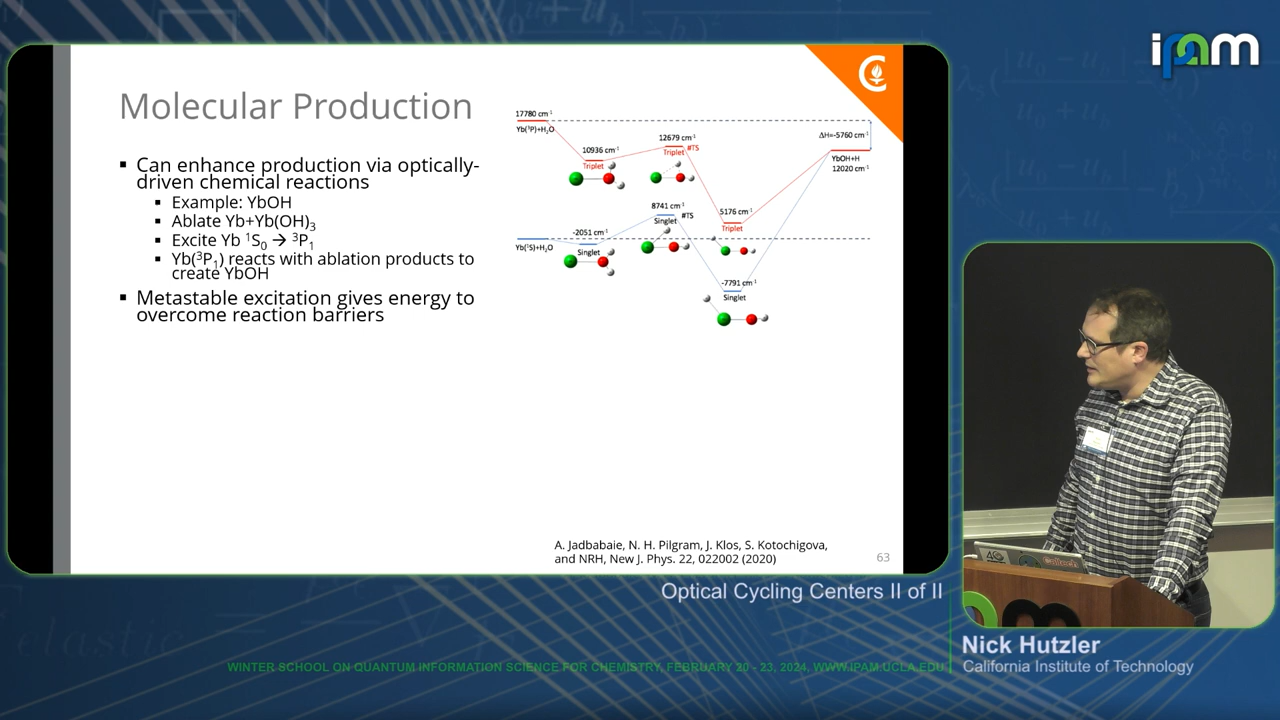 ipam
C
Molecular Production
▪ Can enhance production via optically-
driven chemical reactions
▪ Example: YbOH
▪ Ablate Yb+Yb(OH)₃
▪ Excite Yb ¹S₀ → ³P₁
▪ Yb(³P₁) reacts with ablation products to
create YbOH
▪ Metastable excitation gives energy to
overcome reaction barriers
17780 cm⁻¹
Yb(³P)+H₂O
10936 cm⁻¹
Triplet
12679 cm⁻¹
Triplet #TS
ΔH=-5760 cm⁻¹
YbOH+H
12020 cm⁻¹
5176 cm⁻¹
Triplet
8741 cm⁻¹
Singlet #TS
-2051 cm⁻¹
Singlet
Yb(¹S)+H₂O
-7791 cm⁻¹
Singlet
A. Jadbabaie, N. H. Pilgram, J. Klos, S. Kotochigova,
and NRH, New J. Phys. 22, 022002 (2020)
63
Caltech
Optical Cycling Centers II of II
Nick Hutzler
California Institute of Technology
WINTER SCHOOL ON QUANTUM INFORMATION SCIENCE FOR CHEMISTRY, FEBRUARY 20 - 23, 2024, WWW.IPAM.UCLA.EDU